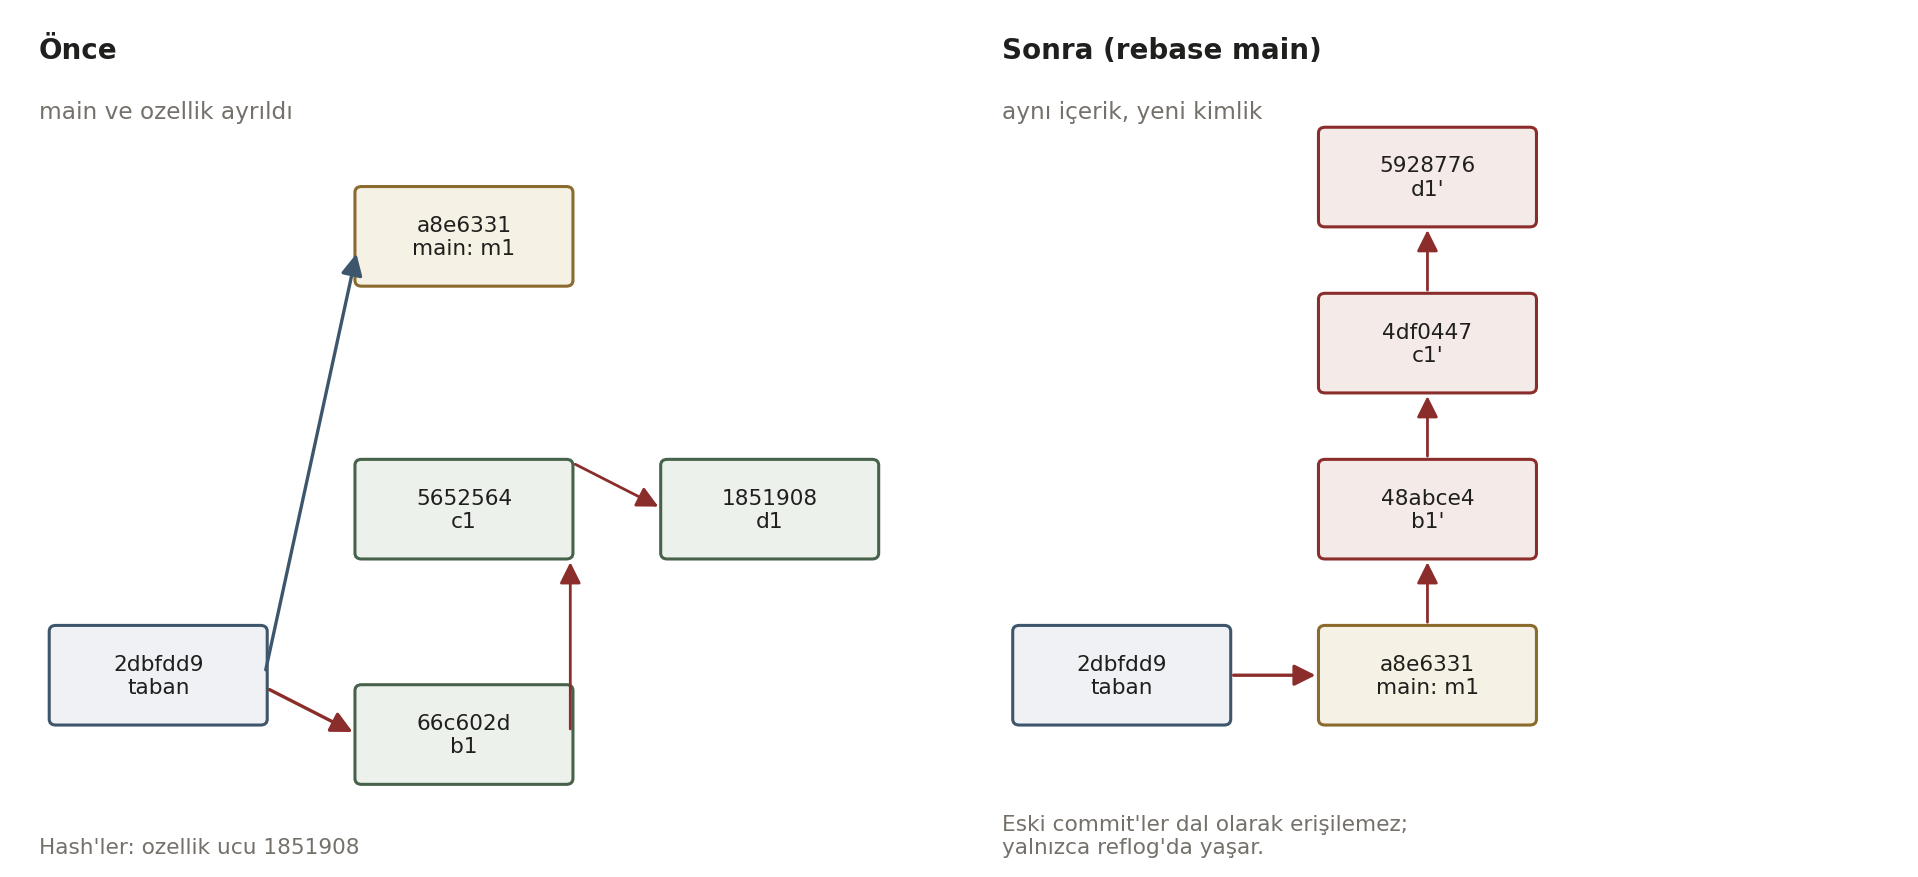 Önce
main ve ozellik ayrıldı
a8e6331
main: m1
5652564
c1
1851908
d1
2dbfdd9
taban
66c602d
b1
Hash'ler: ozellik ucu 1851908
Sonra (rebase main)
aynı içerik, yeni kimlik
5928776
d1'
4df0447
c1'
48abce4
b1'
2dbfdd9
taban
a8e6331
main: m1
Eski commit'ler dal olarak erişilemez;
yalnızca reflog'da yaşar.